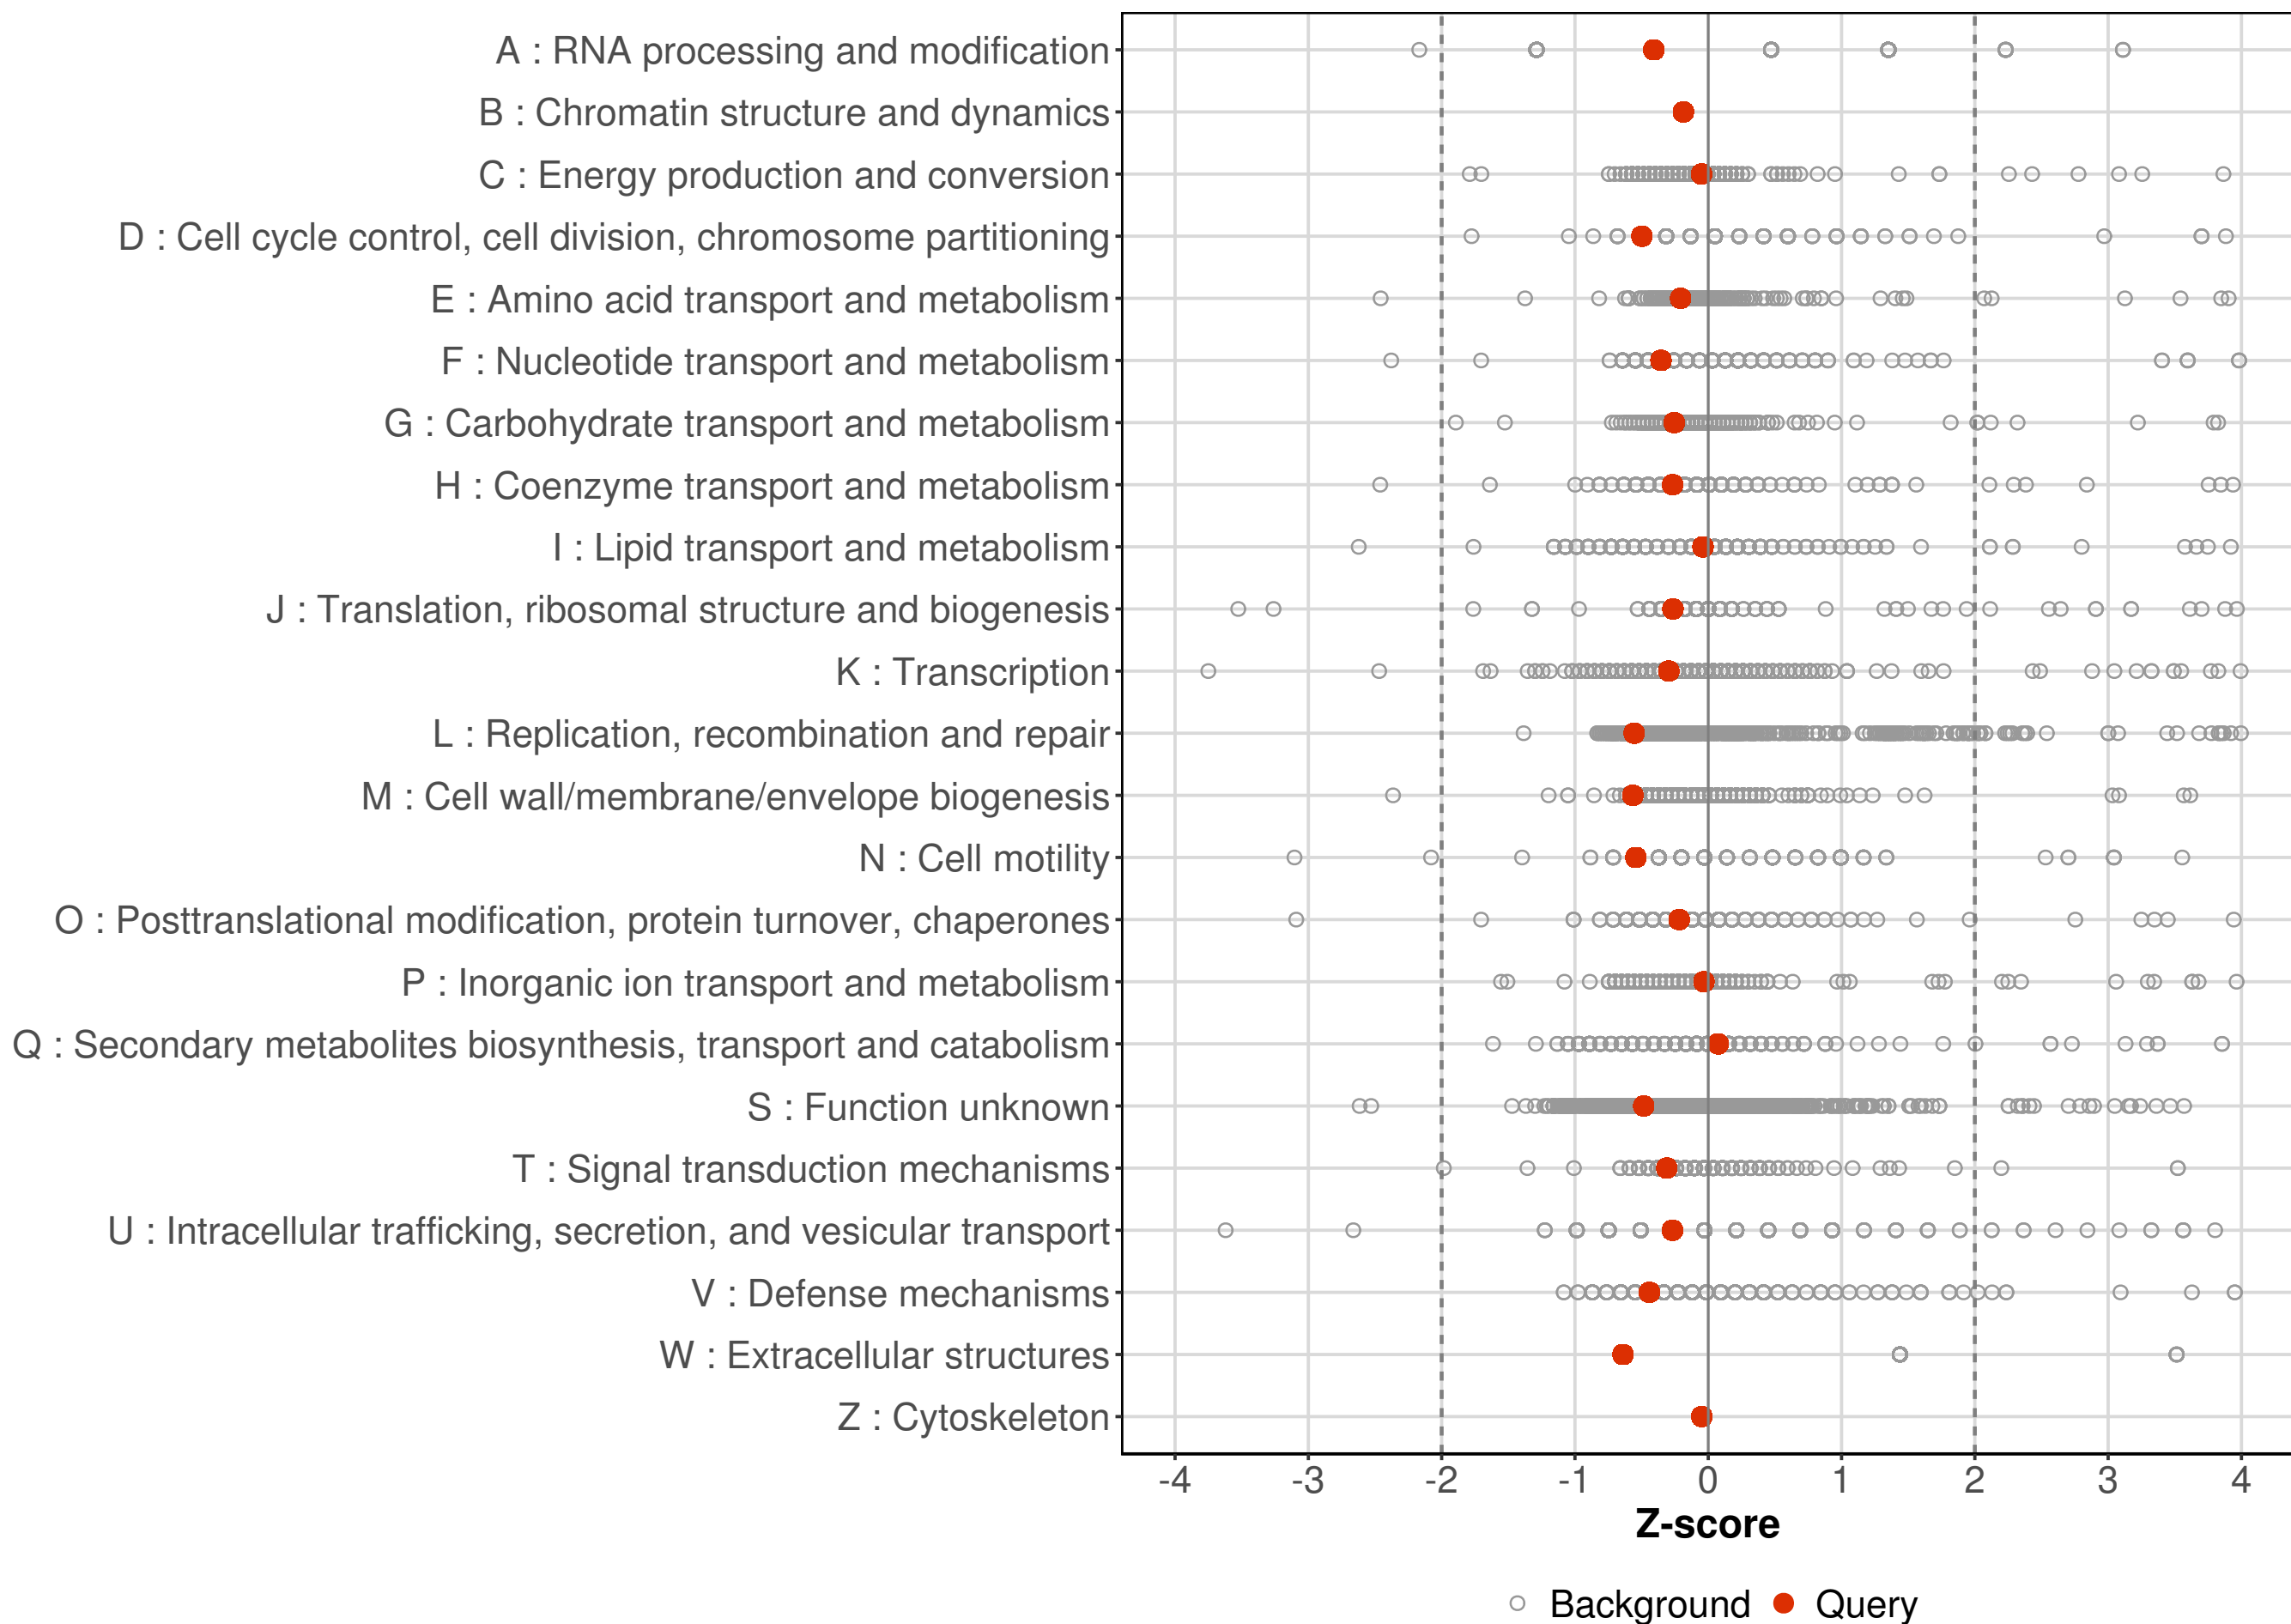 A : RNA processing and modification
B : Chromatin structure and dynamics
C : Energy production and conversion
D : Cell cycle control, cell division, chromosome partitioning
E : Amino acid transport and metabolism
F : Nucleotide transport and metabolism
G : Carbohydrate transport and metabolism
H : Coenzyme transport and metabolism
I : Lipid transport and metabolism
J : Translation, ribosomal structure and biogenesis
K : Transcription
L : Replication, recombination and repair
M : Cell wall/membrane/envelope biogenesis
N : Cell motility
O : Posttranslational modification, protein turnover, chaperones
P : Inorganic ion transport and metabolism
Q : Secondary metabolites biosynthesis, transport and catabolism
S : Function unknown
T : Signal transduction mechanisms
U : Intracellular trafficking, secretion, and vesicular transport
V : Defense mechanisms
W : Extracellular structures
Z : Cytoskeleton
-4 -3 -2 -1 0 1 2 3 4
Z-score
Background Query